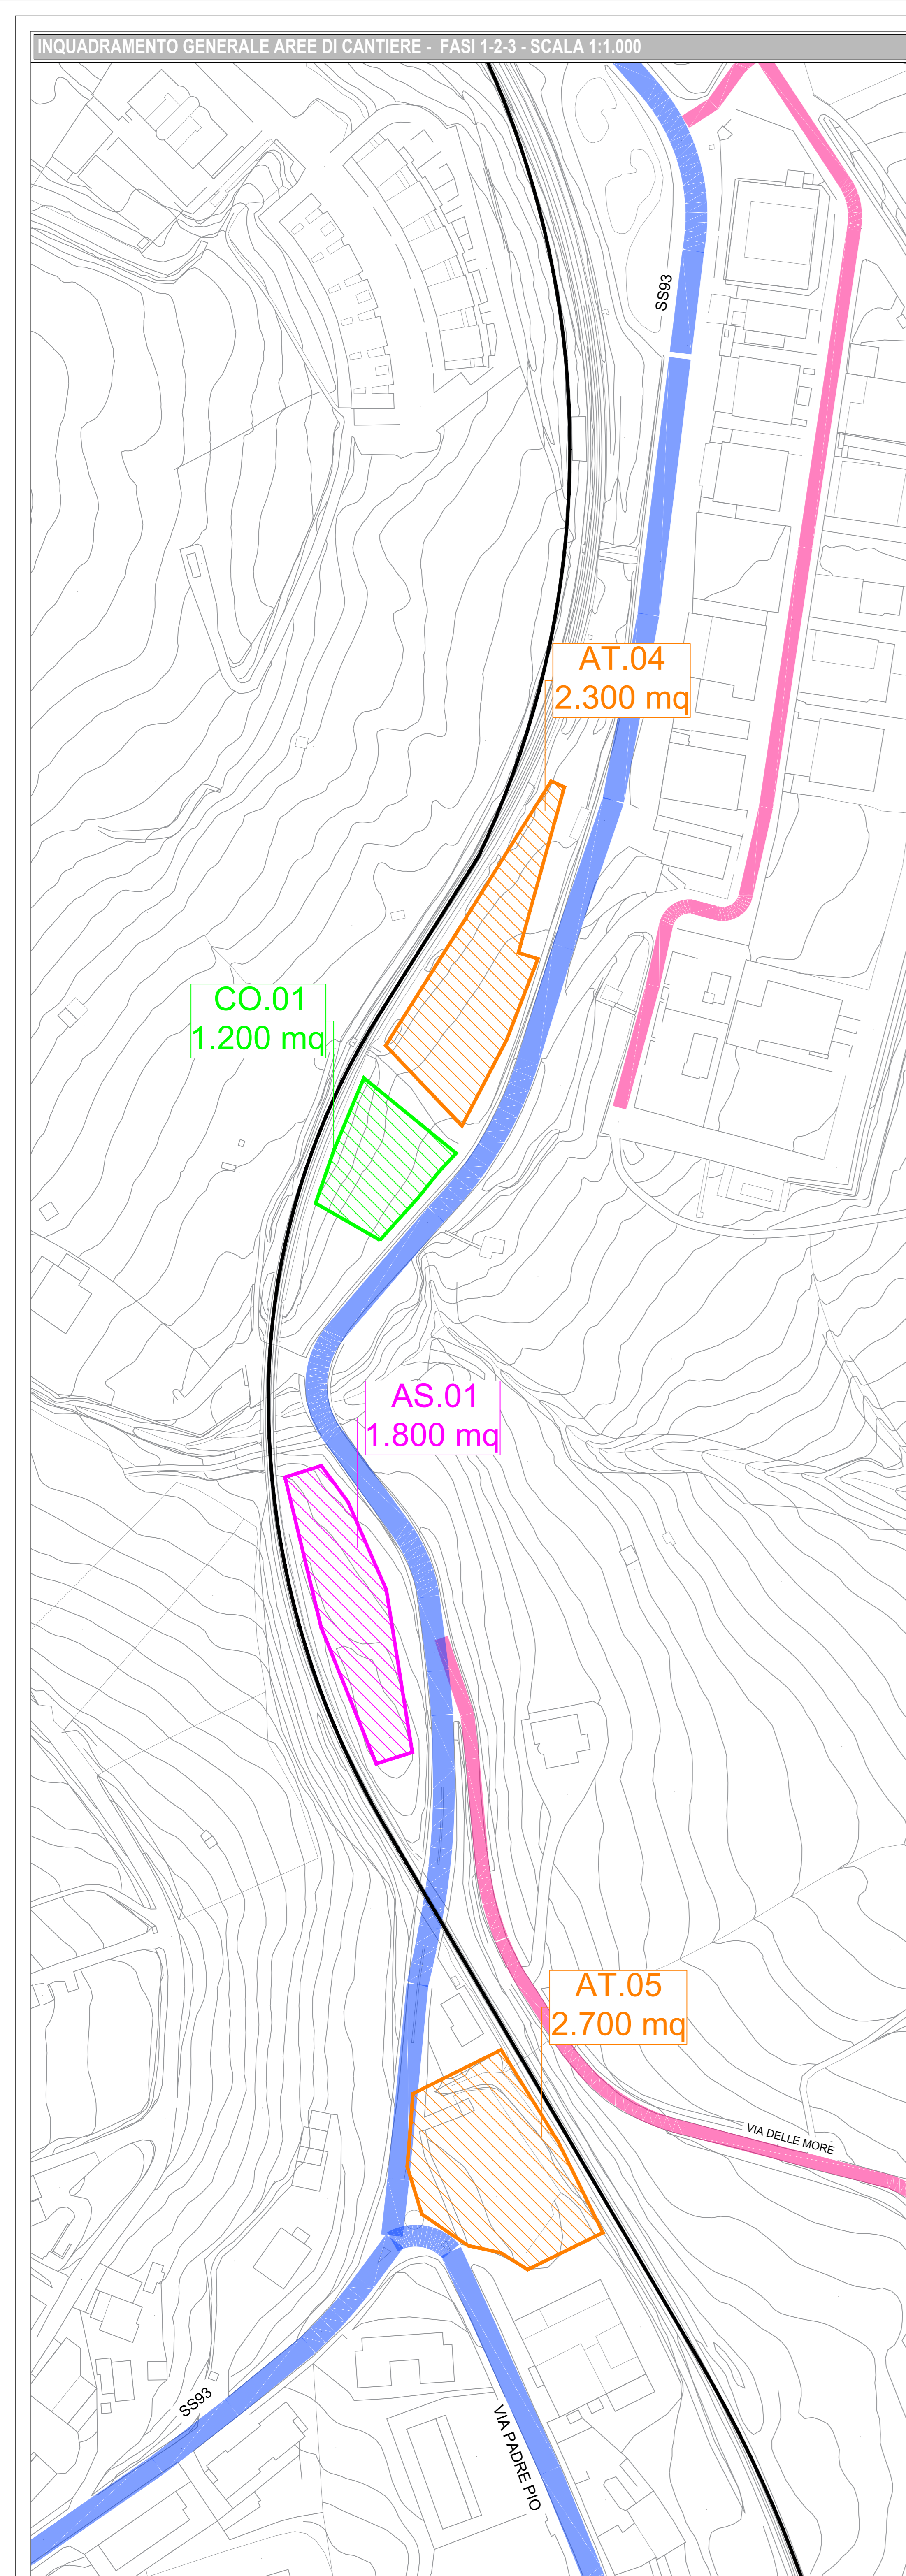 INQUADRAMENTO GENERALE AREE DI CANTIERE - FASI 1-2-3 - SCALA 1:1.000
SS93
AT.04
2.300 mq
CO.01
1.200 mq
AS.01
1.800 mq
AT.05
2.700 mq
VIA DELLE MORE
SS93
VIA PADRE PIO